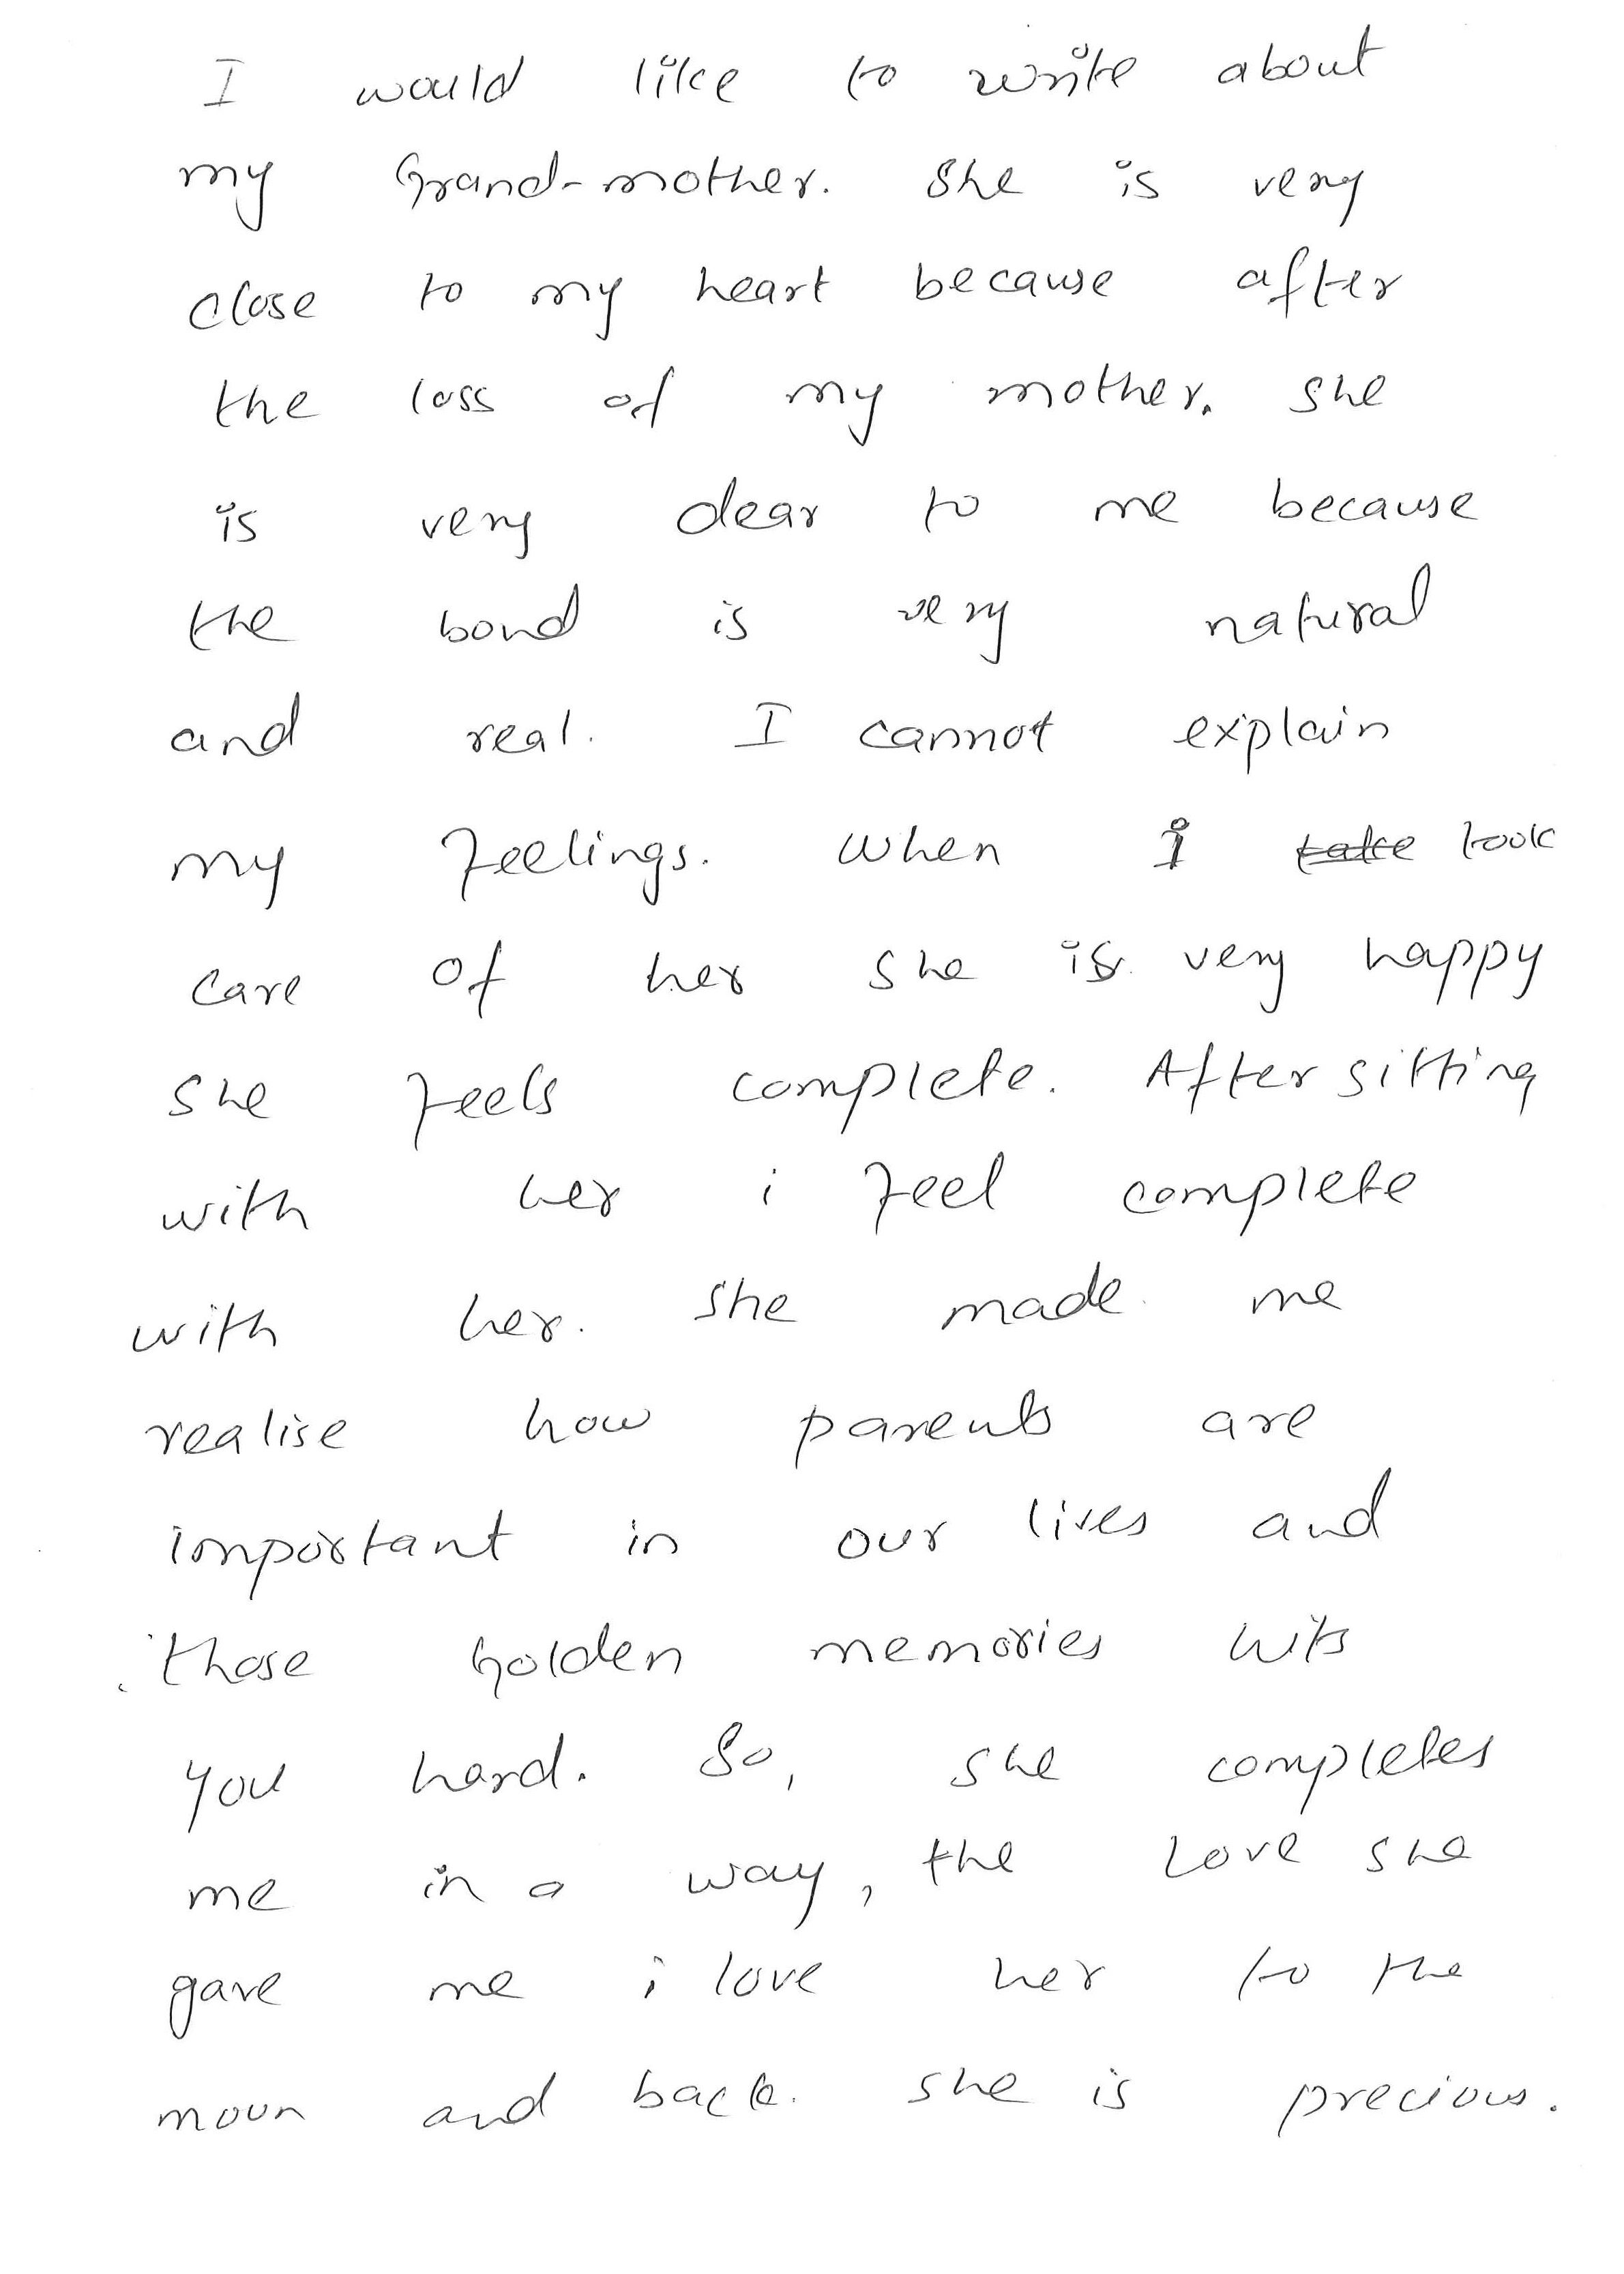 I would like to write about
my Grand-mother. She is very
close to my heart because after
the loss of my mother. She
is very dear to me because
the bond is very natural
and real. I cannot explain
my feelings. When I take took
care of her she is very happy
she feels complete. After sitting
with her i feel complete
with her. She made me
realise how parents are
important in our lives and
those Golden memories hits
you hard. So, she completes
me in a way, the love she
gave me i love her to the
moon and back. She is precious.